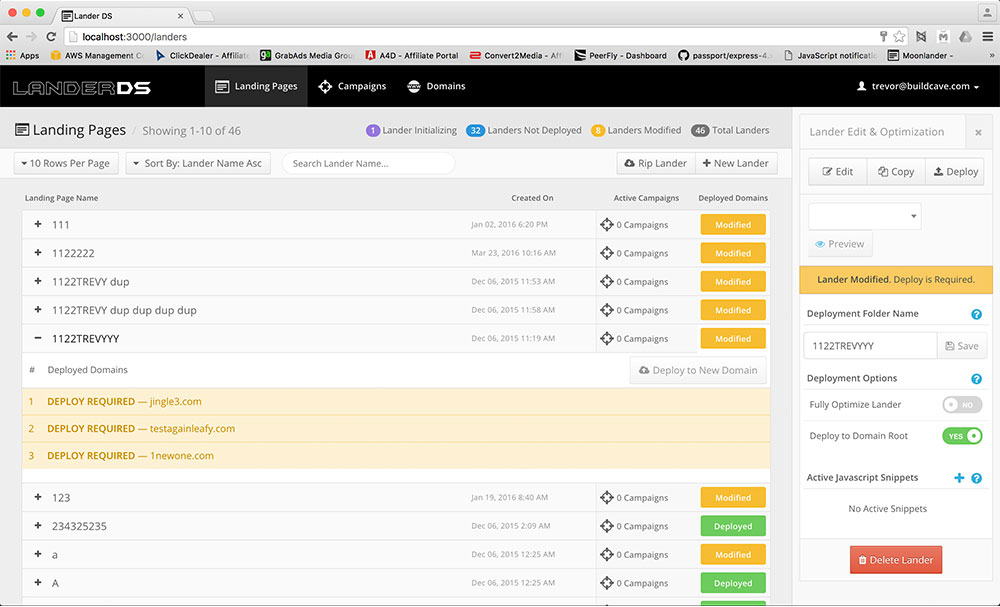 Lander DS
localhost:3000/landers
Apps AWS Management Co ClickDealer - Affiliate GrabAds Media Group A4D - Affiliate Portal Convert2Media - Affi PeerFly - Dashboard passport/express-4. JavaScript notificatio Moonlander - »
LANDERDS Landing Pages Campaigns Domains trevor@buildcave.com
Landing Pages / Showing 1-10 of 46 1 Lander Initializing 32 Landers Not Deployed 8 Landers Modified 46 Total Landers
10 Rows Per Page Sort By: Lander Name Asc Search Lander Name... Rip Lander New Lander
Landing Page Name Created On Active Campaigns Deployed Domains
111 Jan 02, 2016 6:20 PM 0 Campaigns Modified
1122222 Mar 23, 2016 10:16 AM 0 Campaigns Modified
1122TREVY dup Dec 06, 2015 11:53 AM 0 Campaigns Modified
1122TREVY dup dup dup dup Dec 06, 2015 11:58 AM 0 Campaigns Modified
1122TREVYYY Dec 06, 2015 11:19 AM 0 Campaigns Modified
# Deployed Domains Deploy to New Domain
1 DEPLOY REQUIRED — jingle3.com
2 DEPLOY REQUIRED — testagainleafy.com
3 DEPLOY REQUIRED — 1newone.com
123 Jan 19, 2016 8:40 AM 0 Campaigns Modified
234325235 Dec 06, 2015 2:09 AM 0 Campaigns Deployed
a Dec 06, 2015 12:25 AM 0 Campaigns Modified
A Dec 06, 2015 12:25 AM 0 Campaigns Deployed
Lander Edit & Optimization ×
Edit Copy Deploy
Preview
Lander Modified. Deploy is Required.
Deployment Folder Name ?
1122TREVYYY Save
Deployment Options ?
Fully Optimize Lander NO
Deploy to Domain Root YES
Active Javascript Snippets + ?
No Active Snippets
Delete Lander